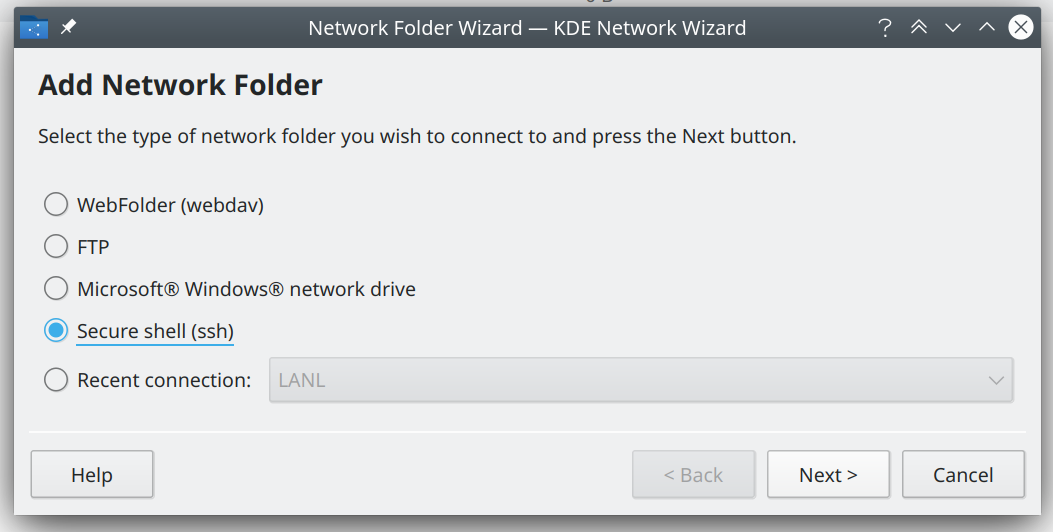 Network Folder Wizard — KDE Network Wizard
Add Network Folder
Select the type of network folder you wish to connect to and press the Next button.
WebFolder (webdav)
FTP
Microsoft® Windows® network drive
Secure shell (ssh)
Recent connection: LANL
Help < Back Next > Cancel